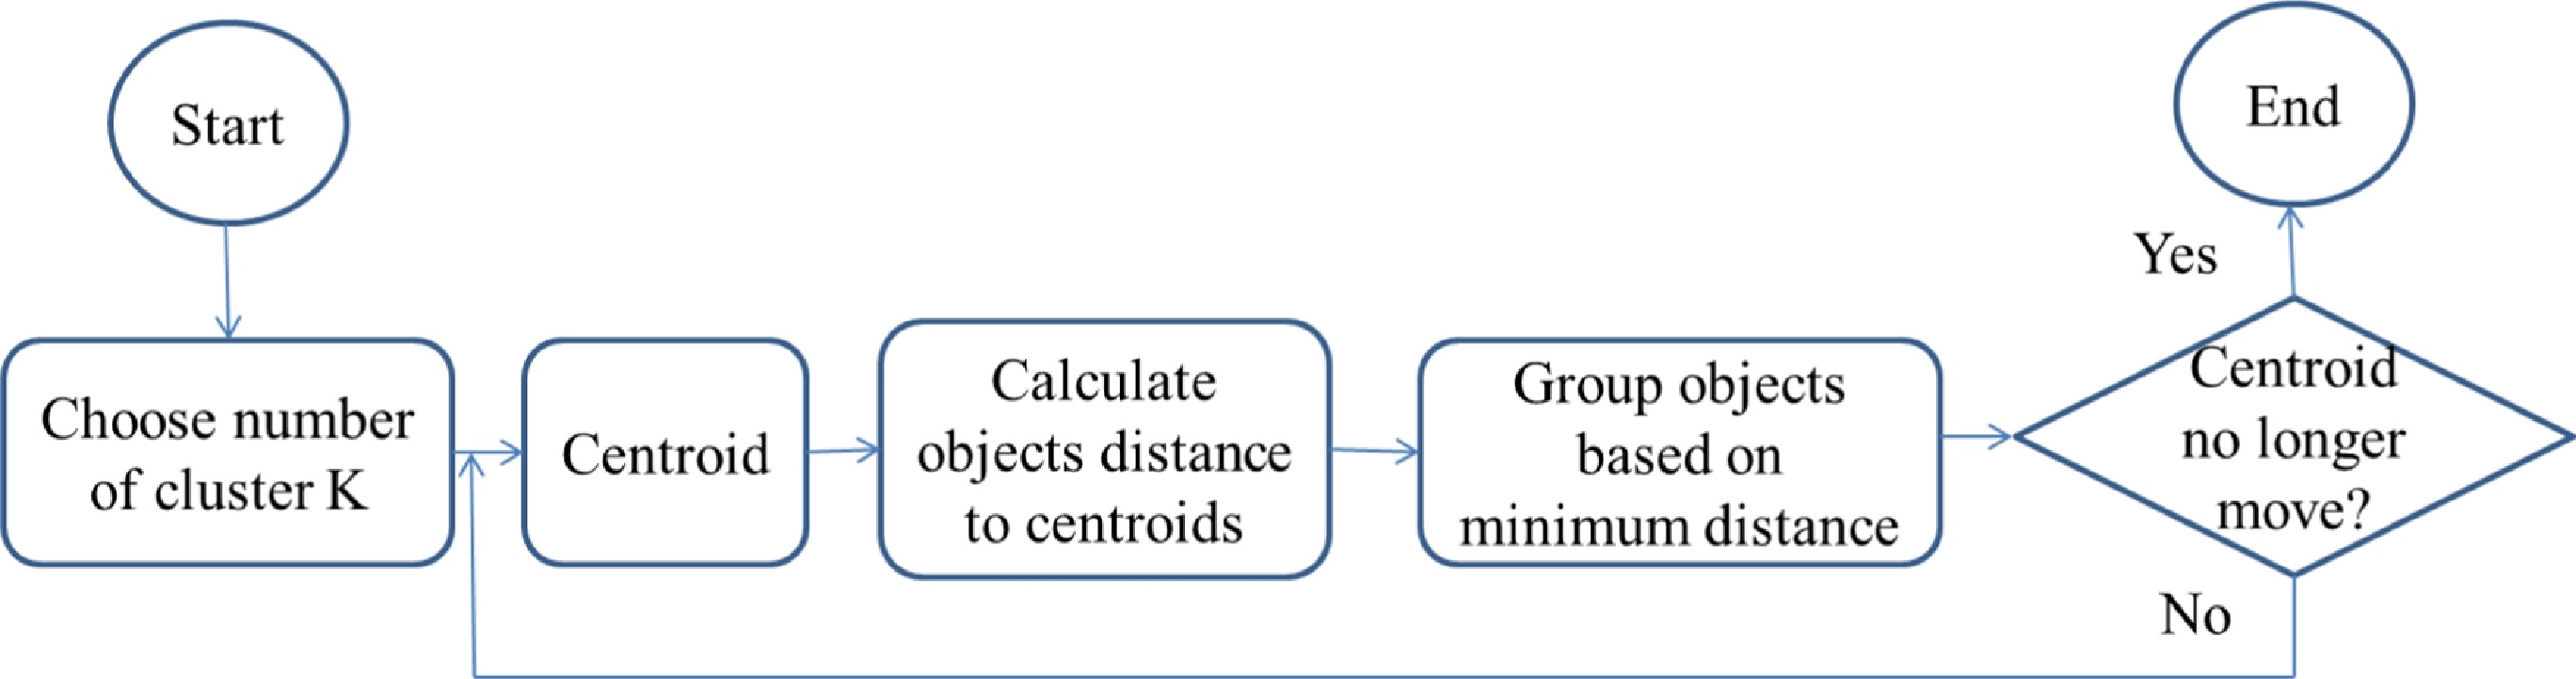 Start
Choose number
of cluster K
Centroid
Calculate
objects distance
to centroids
Group objects
based on
minimum distance
Centroid
no longer
move?
Yes
End
No